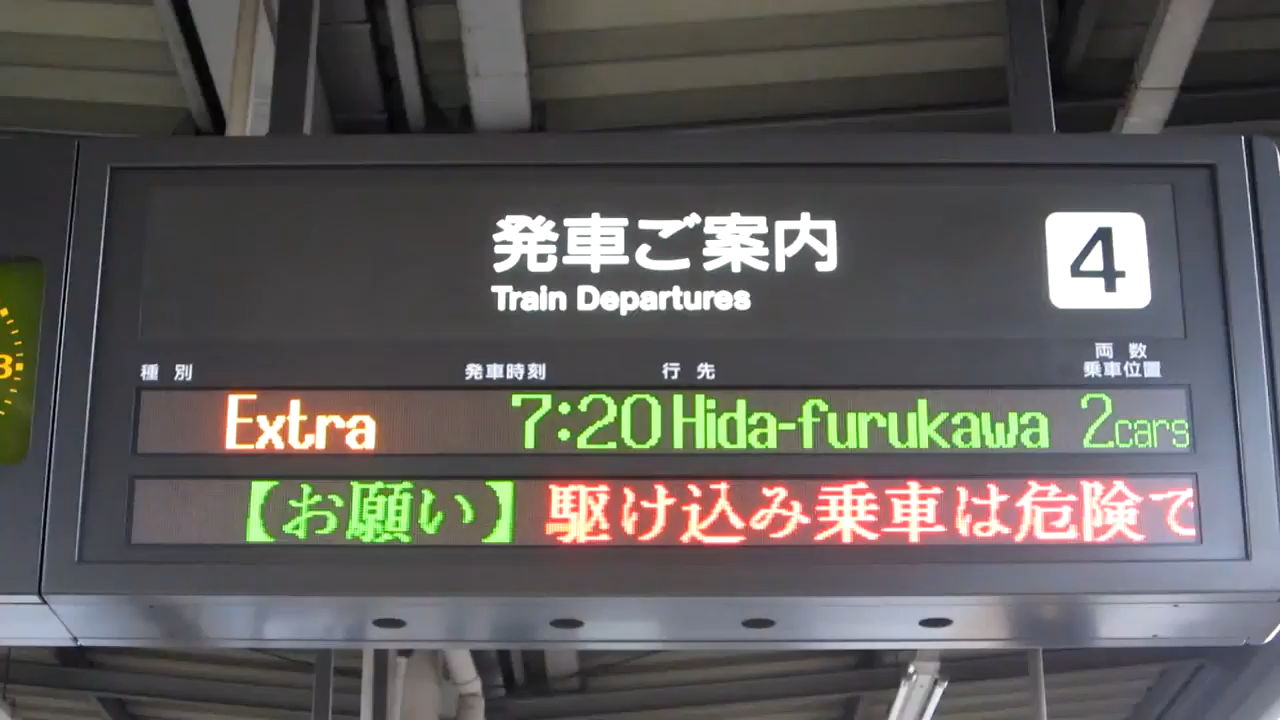 発車ご案内
Train Departures
4
種別 発車時刻 行先 両数
乗車位置
Extra 7:20 Hida-furukawa 2cars
【お願い】駆け込み乗車は危険で